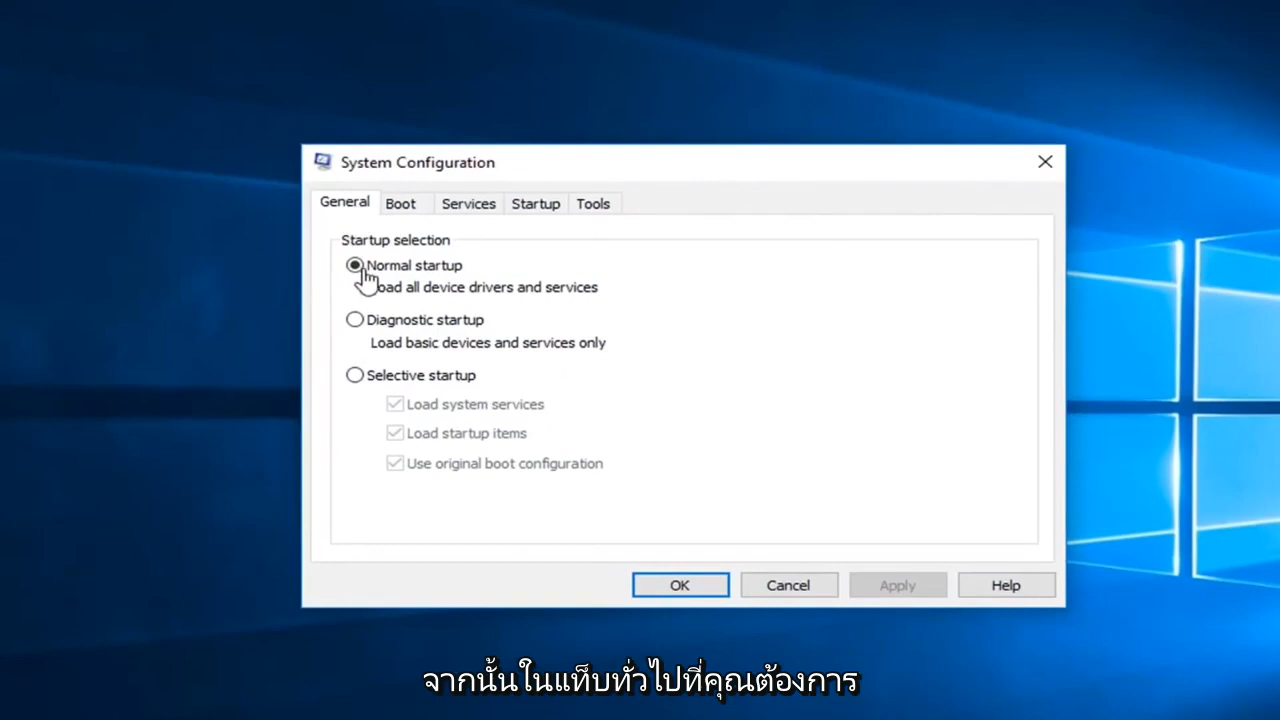 System Configuration
General Boot Services Startup Tools
Startup selection
Normal startup
oad all device drivers and services
Diagnostic startup
Load basic devices and services only
Selective startup
Load system services
Load startup items
Use original boot configuration
OK Cancel Apply Help
จากนั้นในแท็บทั่วไปที่คุณต้องการ